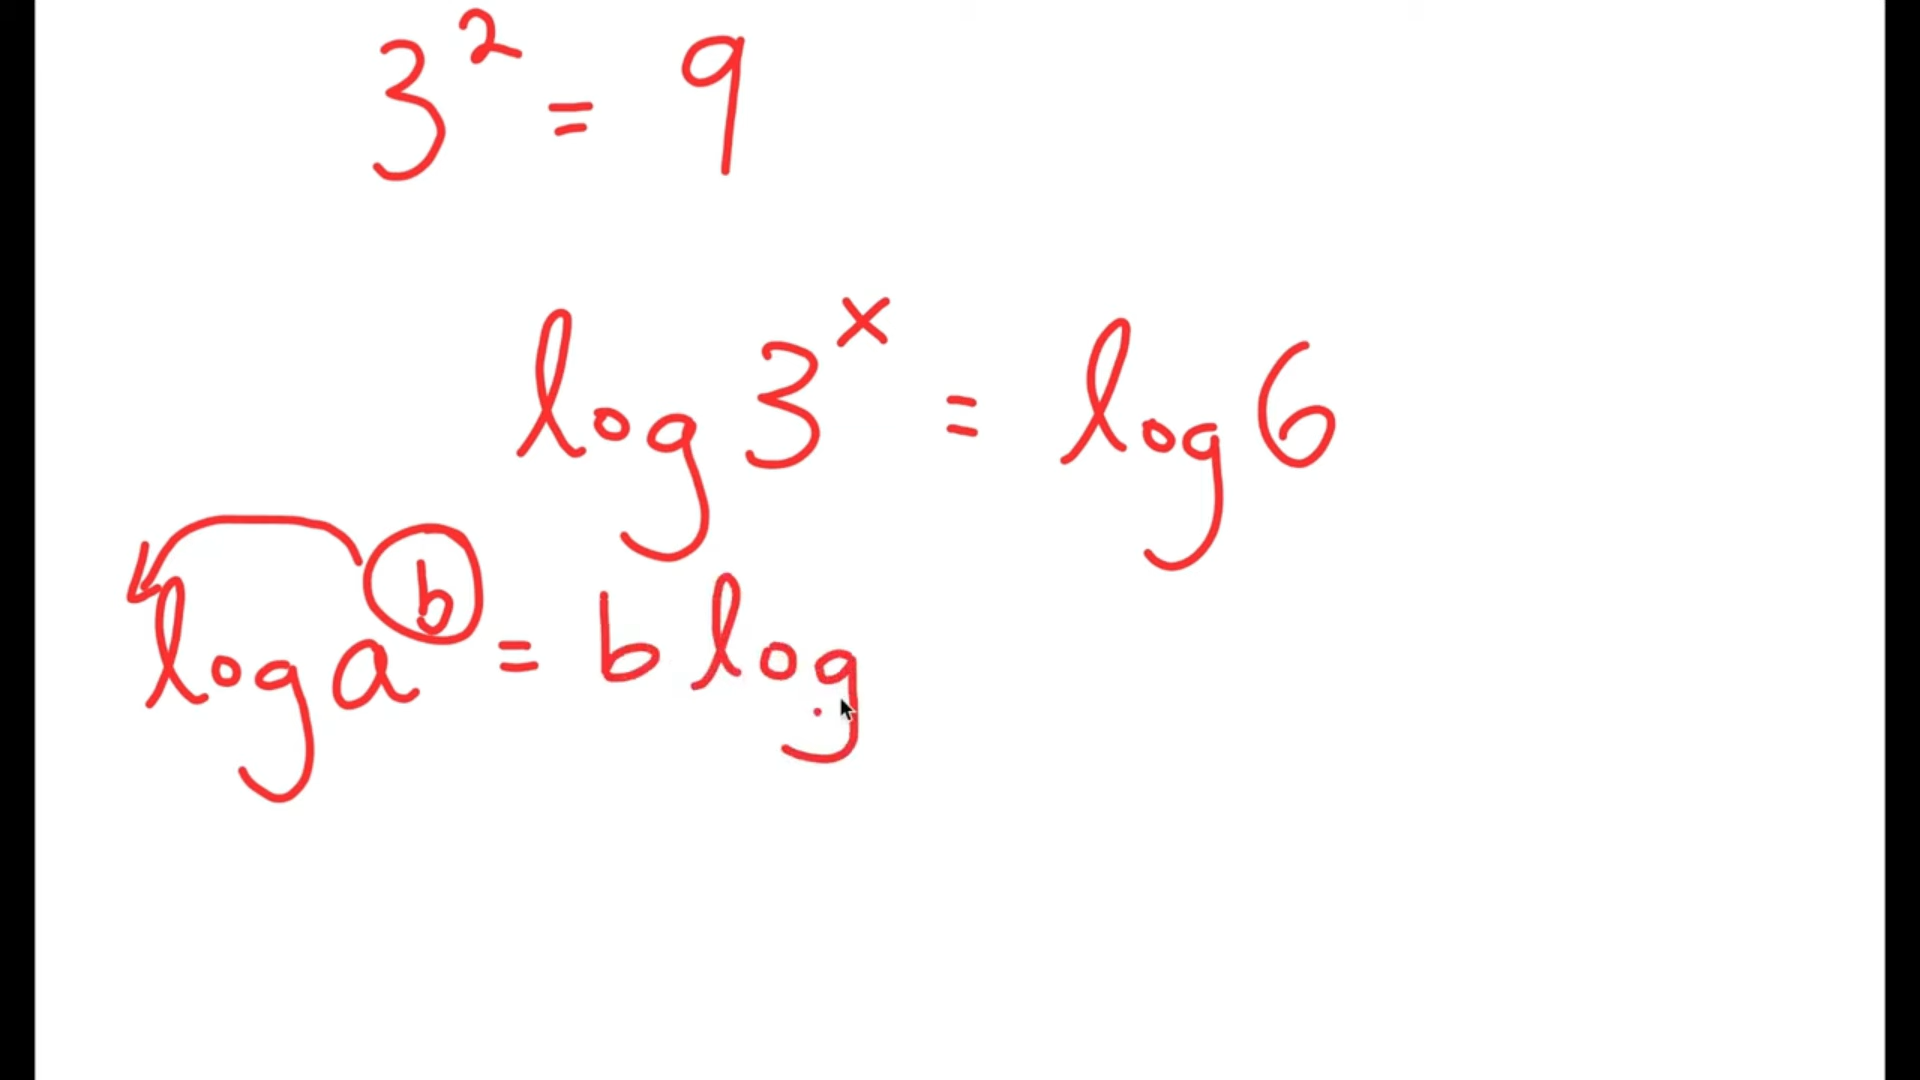 3² = 9
log 3ˣ = log 6
log aᵇ = b log